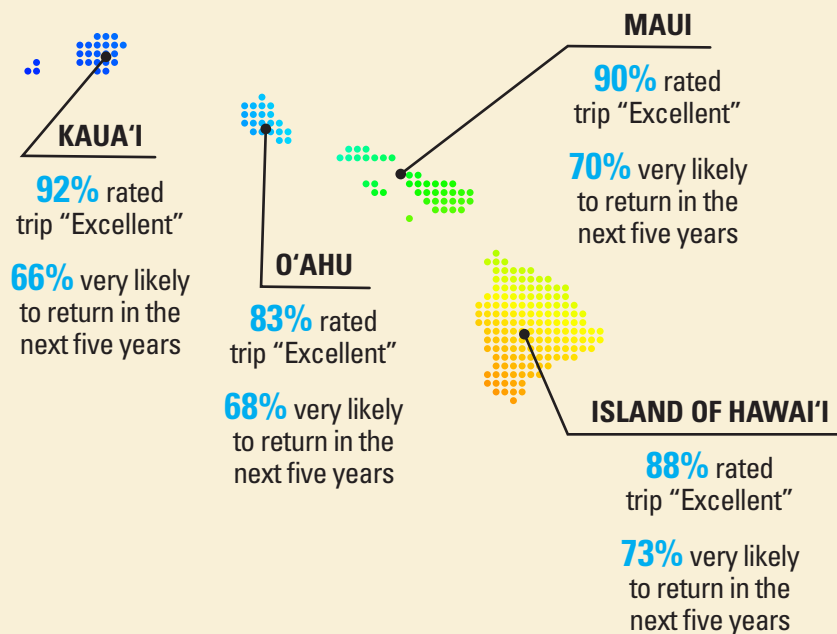 KAUA‘I
92% rated
trip “Excellent”
66% very likely
to return in the
next five years
O‘AHU
83% rated
trip “Excellent”
68% very likely
to return in the
next five years
MAUI
90% rated
trip “Excellent”
70% very likely
to return in the
next five years
ISLAND OF HAWAI‘I
88% rated
trip “Excellent”
73% very likely
to return in the
next five years